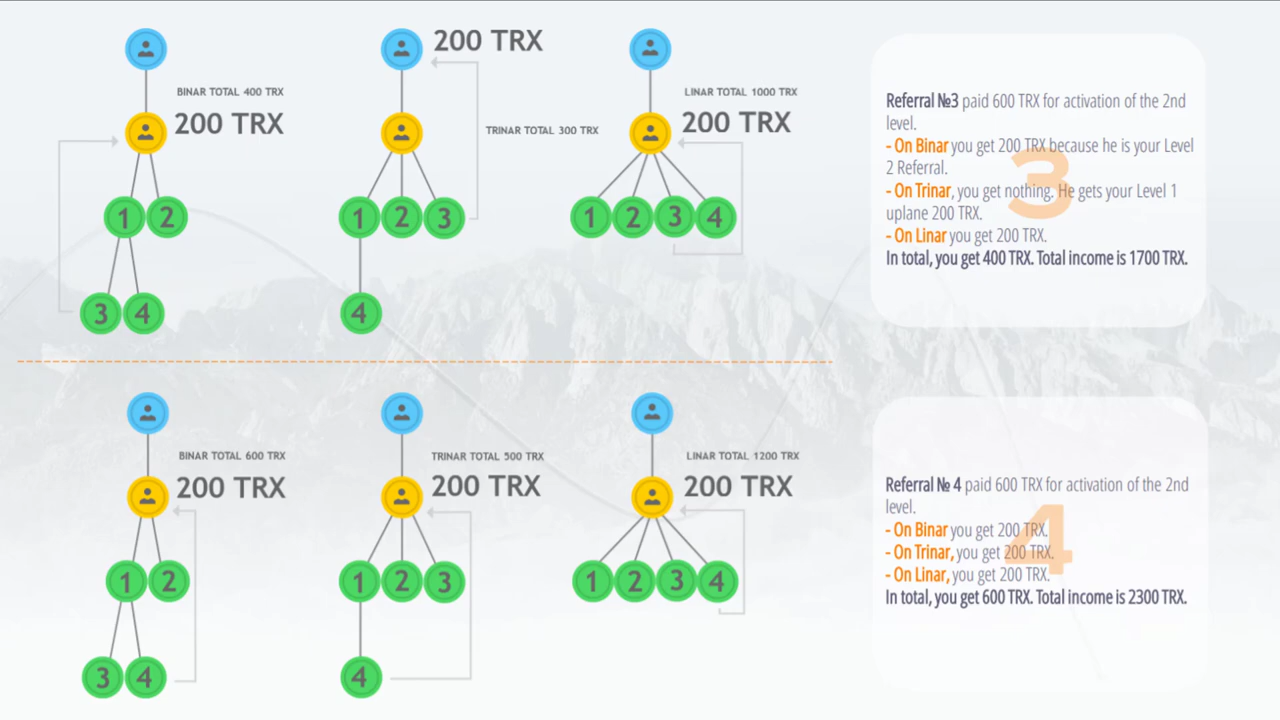 200 TRX
BINAR TOTAL 400 TRX
200 TRX
TRINAR TOTAL 300 TRX
LINAR TOTAL 1000 TRX
200 TRX
1 2
3 4
1 2 3
4
1 2 3 4
3
Referral №3 paid 600 TRX for activation of the 2nd
level.
- On Binar you get 200 TRX because he is your Level
2 Referral.
- On Trinar, you get nothing. He gets your Level 1
uplane 200 TRX.
- On Linar you get 200 TRX.
In total, you get 400 TRX. Total income is 1700 TRX.
BINAR TOTAL 600 TRX
200 TRX
TRINAR TOTAL 500 TRX
200 TRX
LINAR TOTAL 1200 TRX
200 TRX
1 2
3 4
1 2 3
4
1 2 3 4
4
Referral № 4 paid 600 TRX for activation of the 2nd
level.
- On Binar you get 200 TRX.
- On Trinar, you get 200 TRX.
- On Linar, you get 200 TRX.
In total, you get 600 TRX. Total income is 2300 TRX.